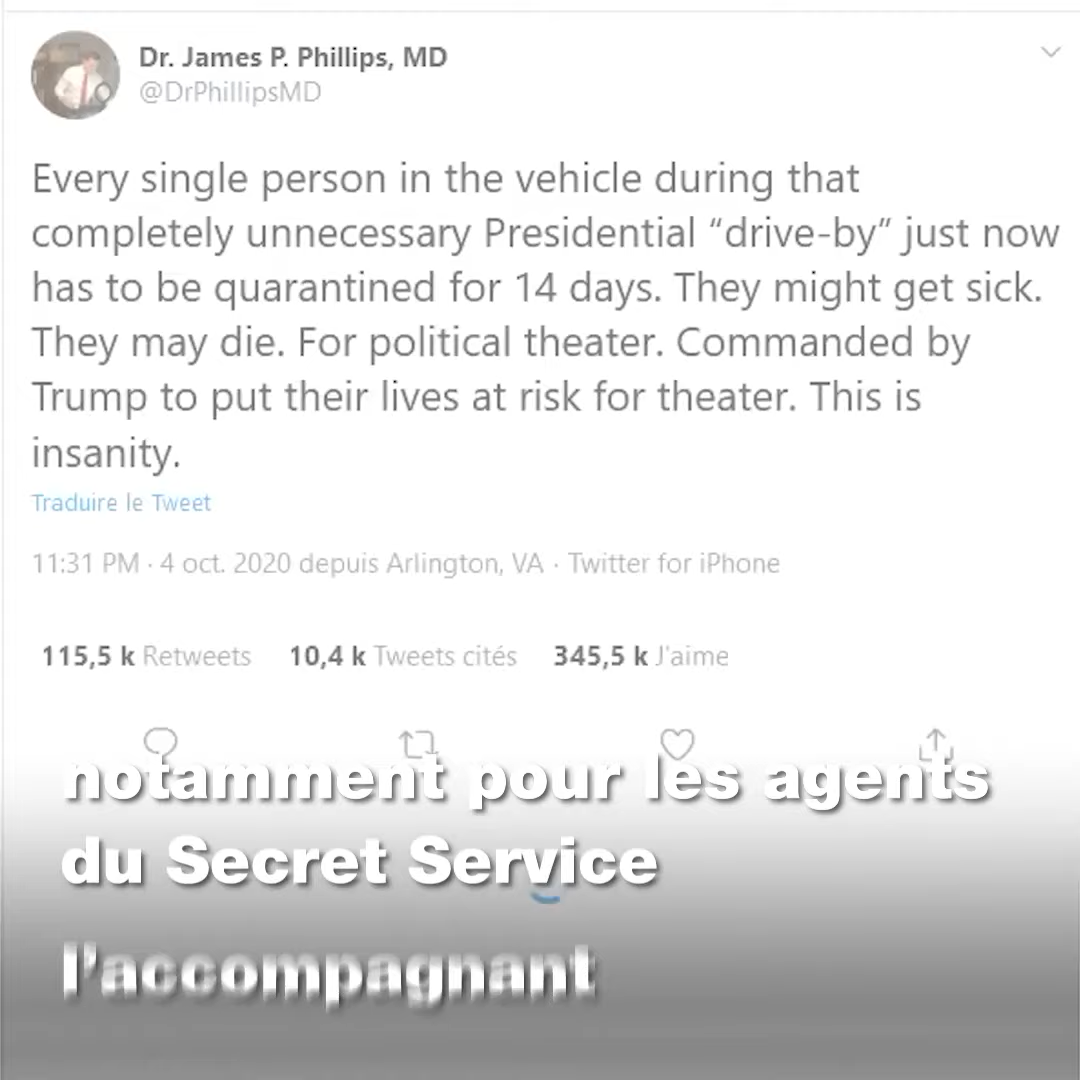 Dr. James P. Phillips, MD
@DrPhillipsMD
Every single person in the vehicle during that
completely unnecessary Presidential “drive-by” just now
has to be quarantined for 14 days. They might get sick.
They may die. For political theater. Commanded by
Trump to put their lives at risk for theater. This is
insanity.
Traduire le Tweet
11:31 PM · 4 oct. 2020 depuis Arlington, VA · Twitter for iPhone
115,5 k Retweets 10,4 k Tweets cités 345,5 k J'aime
notamment pour les agents
du Secret Service
l'accompagnant